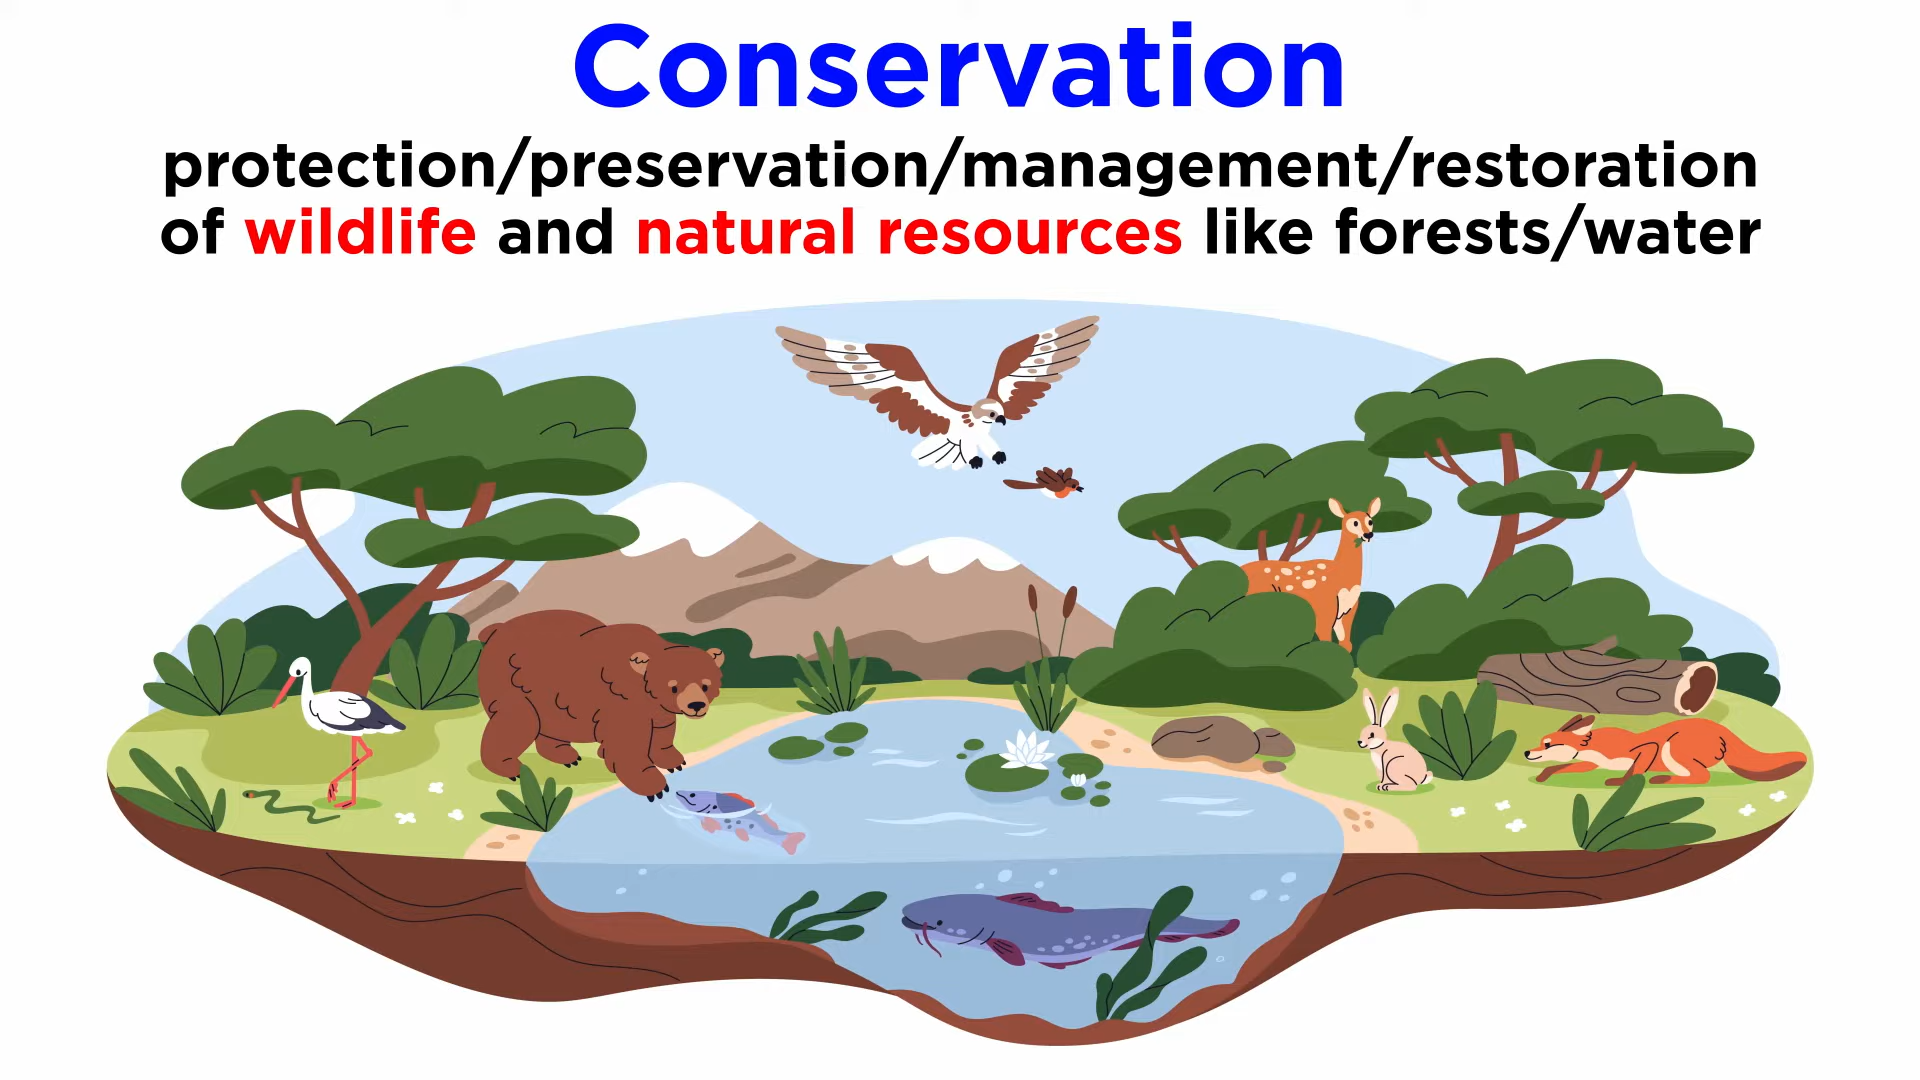 Conservation
protection/preservation/management/restoration
of wildlife and natural resources like forests/water